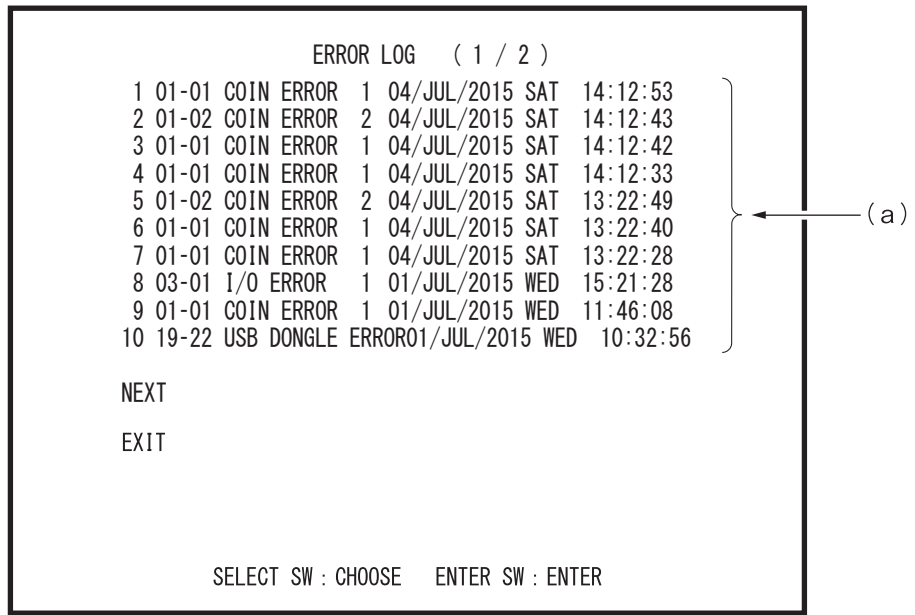 ERROR LOG ( 1 / 2 )
1 01-01 COIN ERROR 1 04/JUL/2015 SAT 14:12:53
2 01-02 COIN ERROR 2 04/JUL/2015 SAT 14:12:43
3 01-01 COIN ERROR 1 04/JUL/2015 SAT 14:12:42
4 01-01 COIN ERROR 1 04/JUL/2015 SAT 14:12:33
5 01-02 COIN ERROR 2 04/JUL/2015 SAT 13:22:49
6 01-01 COIN ERROR 1 04/JUL/2015 SAT 13:22:40
7 01-01 COIN ERROR 1 04/JUL/2015 SAT 13:22:28
8 03-01 I/O ERROR 1 01/JUL/2015 WED 15:21:28
9 01-01 COIN ERROR 1 01/JUL/2015 WED 11:46:08
10 19-22 USB DONGLE ERROR01/JUL/2015 WED 10:32:56
(a)
NEXT
EXIT
SELECT SW : CHOOSE ENTER SW : ENTER